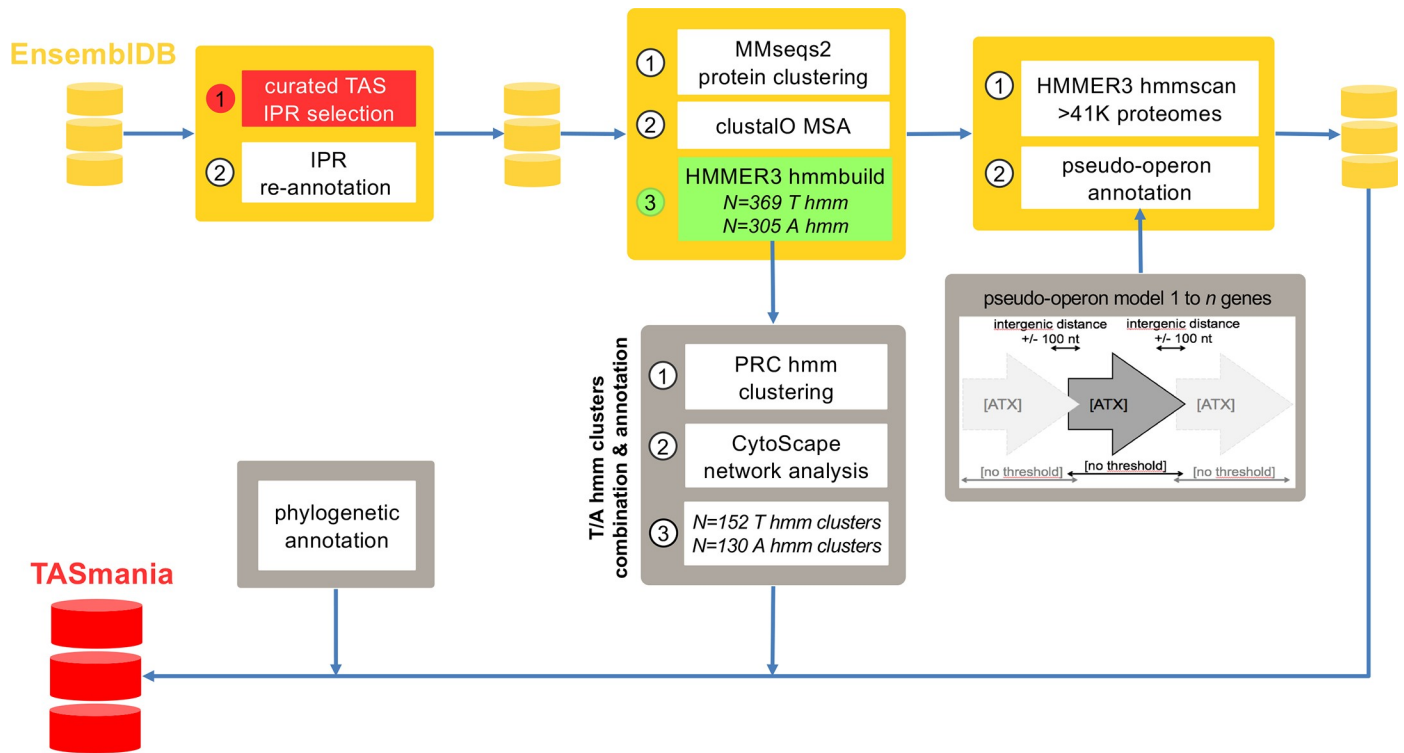 EnsemblDB
1
curated TAS
IPR selection
2
IPR
re-annotation
1
MMseqs2
protein clustering
2
clustalO MSA
3
HMMER3 hmmbuild
N=369 T hmm
N=305 A hmm
1
HMMER3 hmmscan
>41K proteomes
2
pseudo-operon
annotation
pseudo-operon model 1 to n genes
intergenic distance
+/- 100 nt
intergenic distance
+/- 100 nt
[ATX]
[ATX]
[ATX]
[no threshold]
[no threshold]
[no threshold]
T/A hmm clusters
combination & annotation
1
PRC hmm
clustering
2
CytoScape
network analysis
3
N=152 T hmm clusters
N=130 A hmm clusters
phylogenetic
annotation
TASmania